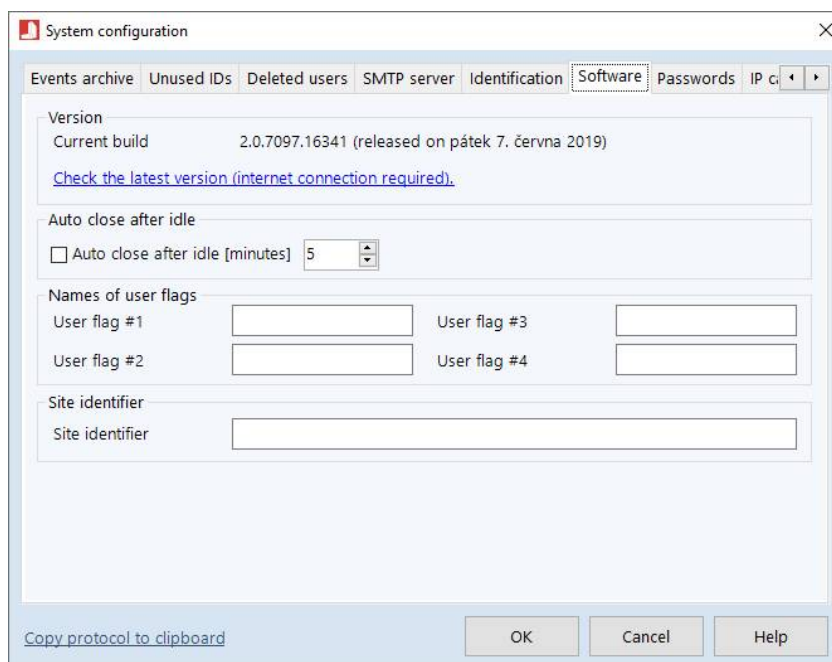 System configuration
Events archive Unused IDs Deleted users SMTP server Identification Software Passwords IP c
Version
Current build 2.0.7097.16341 (released on pátek 7. června 2019)
Check the latest version (internet connection required).
Auto close after idle
Auto close after idle [minutes] 5
Names of user flags
User flag #1 User flag #3
User flag #2 User flag #4
Site identifier
Site identifier
Copy protocol to clipboard OK Cancel Help